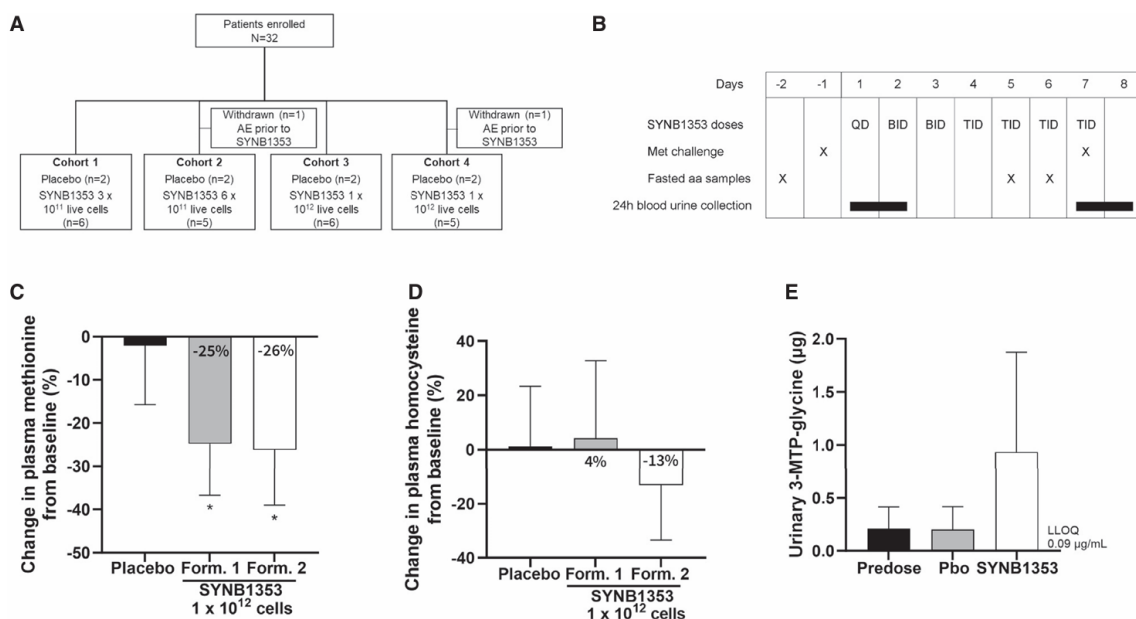 A
Patients enrolled
N=32
Withdrawn (n=1)
AE prior to
SYNB1353
Withdrawn (n=1)
AE prior to
SYNB1353
Cohort 1
Placebo (n=2)
SYNB1353 3 x
10¹¹ live cells
(n=6)
Cohort 2
Placebo (n=2)
SYNB1353 6 x
10¹¹ live cells
(n=5)
Cohort 3
Placebo (n=2)
SYNB1353 1 x
10¹² live cells
(n=6)
Cohort 4
Placebo (n=2)
SYNB1353 1 x
10¹² live cells
(n=5)
B
Days -2 -1 1 2 3 4 5 6 7 8
SYNB1353 doses QD BID BID TID TID TID TID
Met challenge X X
Fasted aa samples X X X
24h blood urine collection
C
Change in plasma methionine
from baseline (%)
0
-10
-20
-30
-40
-50
-25%
-26%
*
*
Placebo Form. 1 Form. 2
SYNB1353
1 x 10¹² cells
D
Change in plasma homocysteine
from baseline (%)
40
20
0
-20
-40
4%
-13%
Placebo Form. 1 Form. 2
SYNB1353
1 x 10¹² cells
E
Urinary 3-MTP-glycine (µg)
2.0
1.5
1.0
0.5
0.0
LLOQ
0.09 µg/mL
Predose Pbo SYNB1353